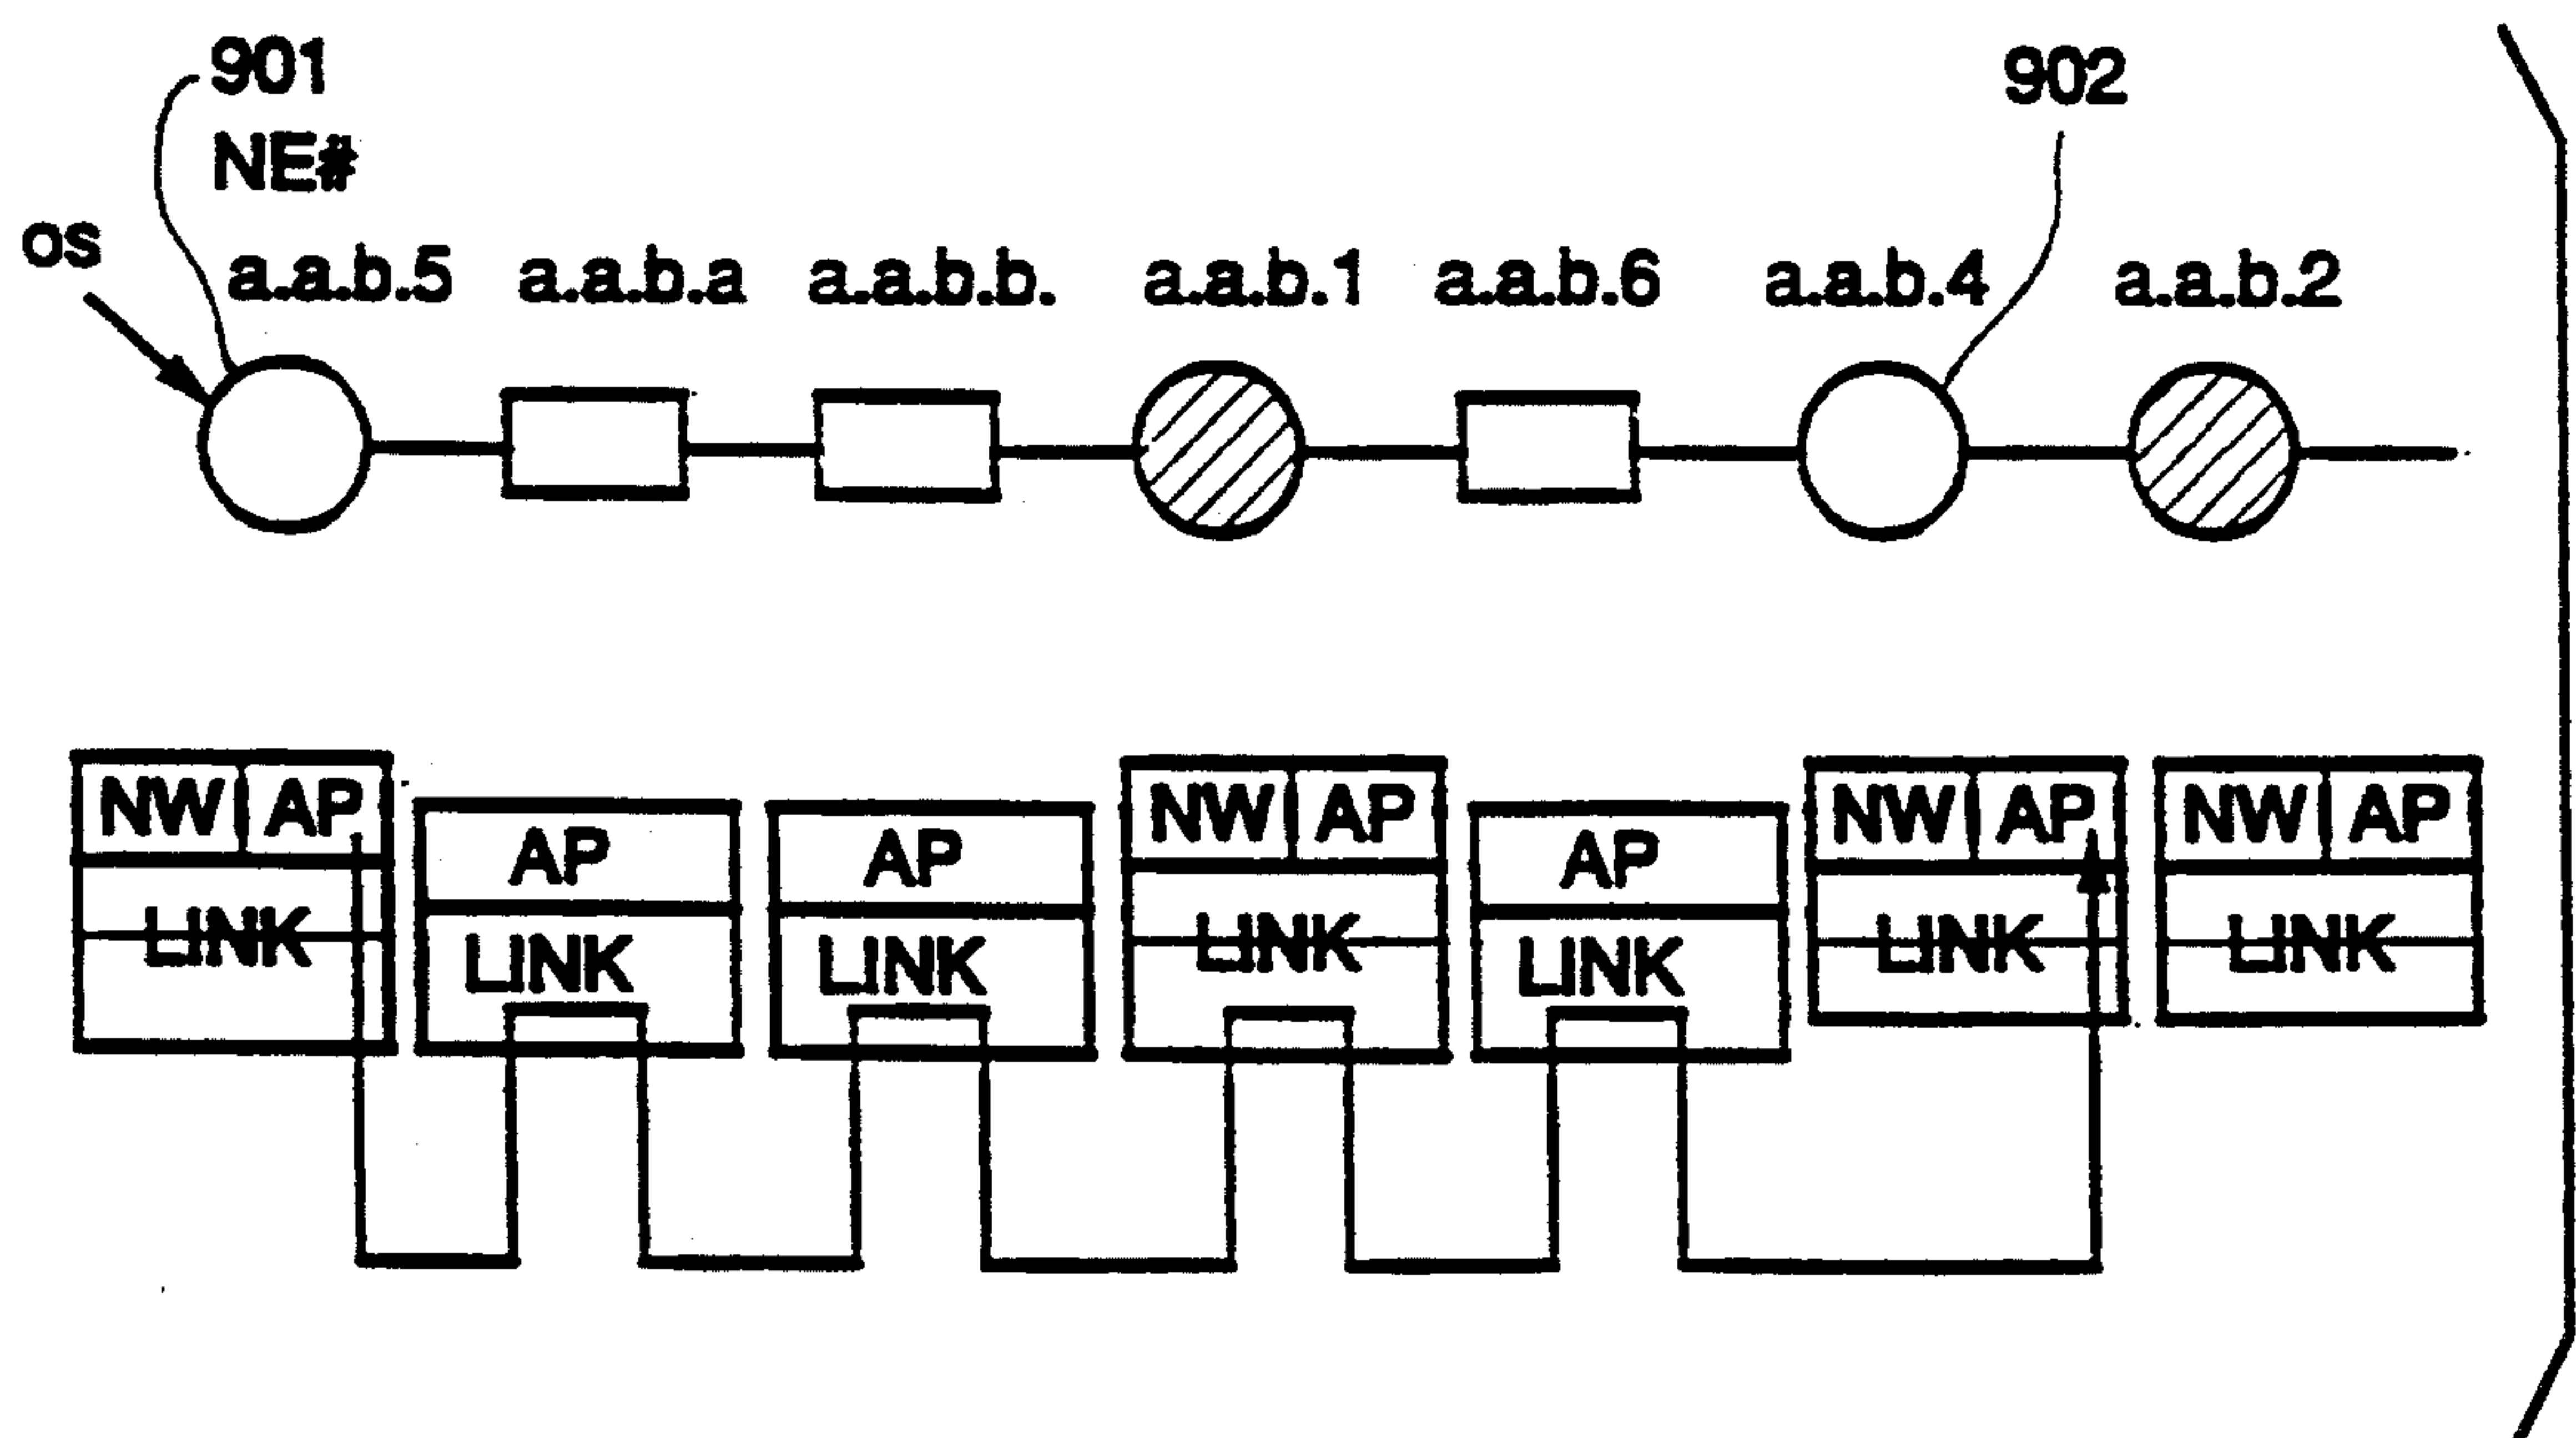 901
902
NE#
os
a.a.b.5 a.a.b.a a.a.b.b. a.a.b.1 a.a.b.6 a.a.b.4 a.a.b.2
NW AP AP AP NW AP AP NW AP NW AP
LINK LINK LINK LINK LINK LINK LINK